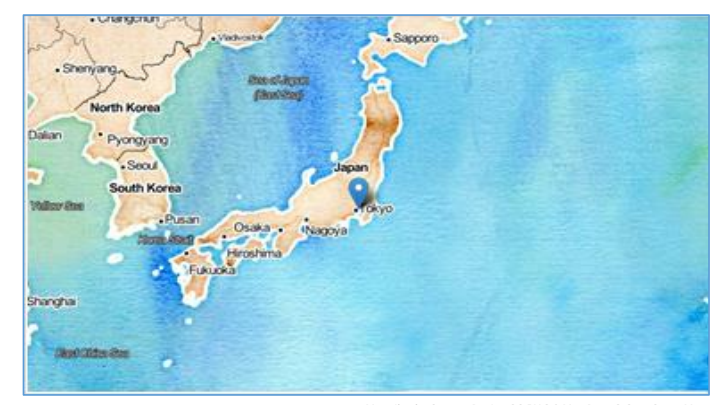 Changchun
Vladivostok
Sapporo
Shenyang
Sea of Japan
(East Sea)
North Korea
Dalian
Pyongyang
Seoul
Japan
South Korea
Yellow Sea
Pusan
Tokyo
Osaka
Nagoya
Korea Strait
Hiroshima
Fukuoka
Shanghai
East China Sea